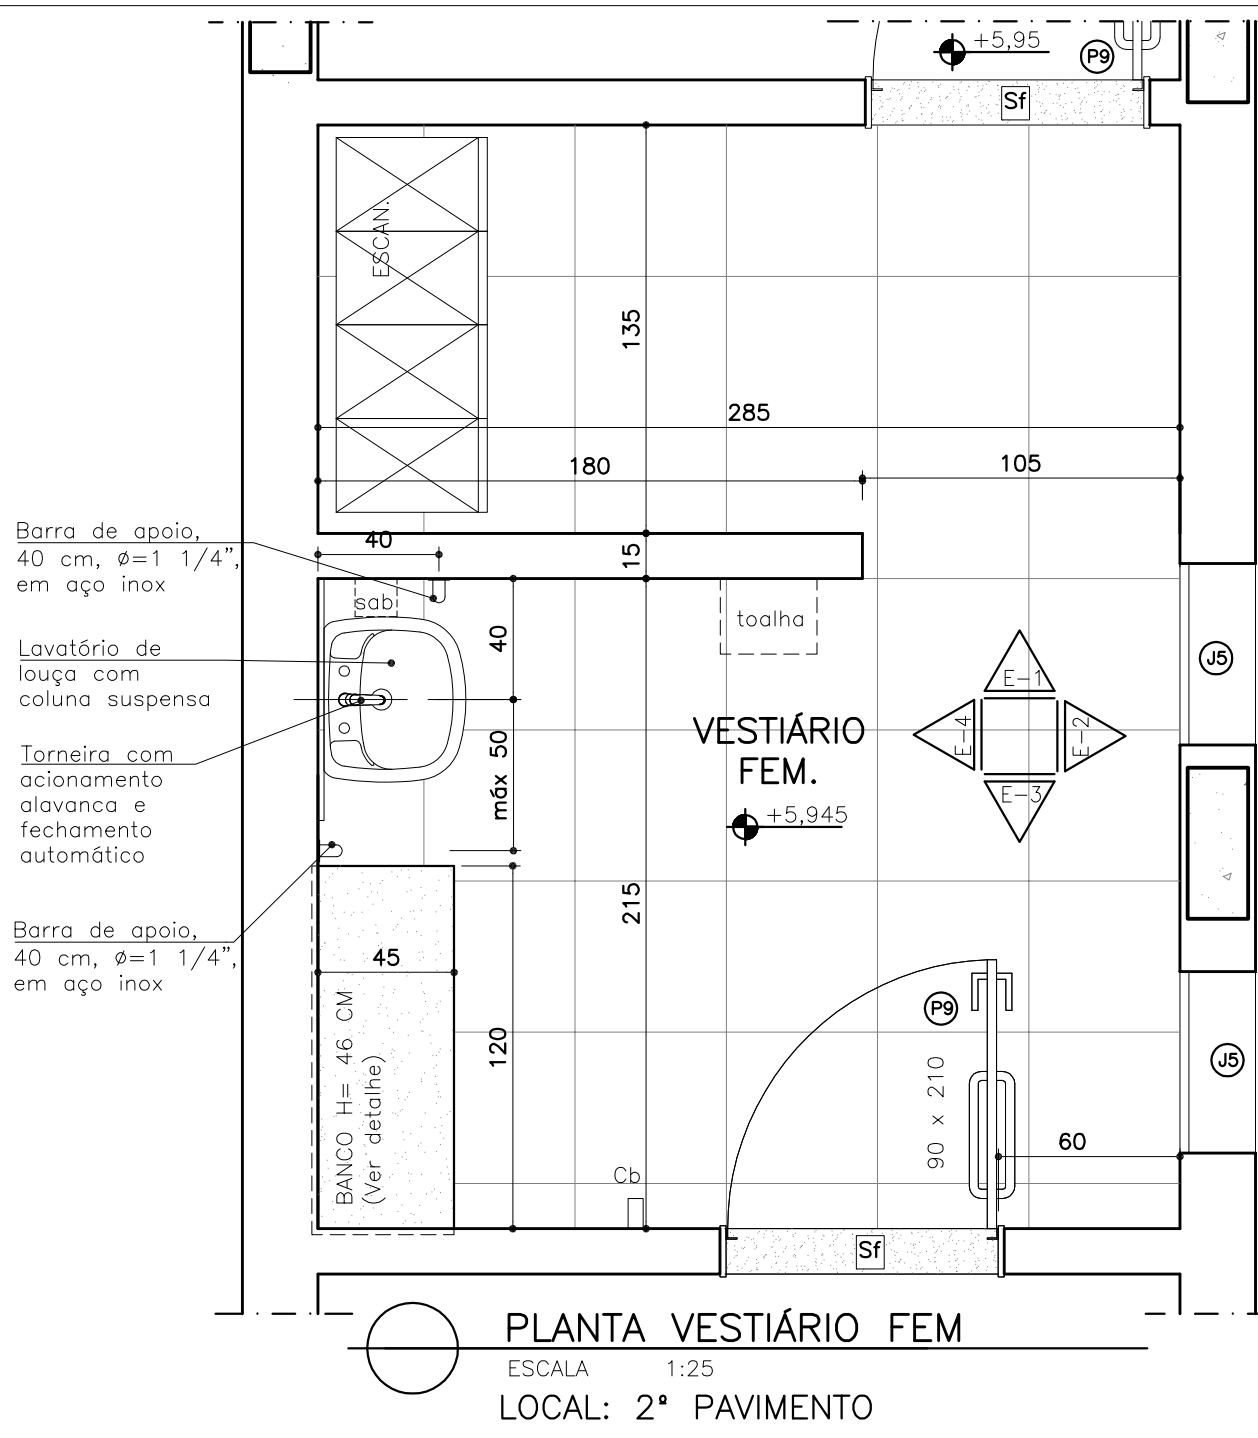 +5,95
P9
Sf
ESCAN.
135
285
180
105
Barra de apoio,
40 cm, ø=1 1/4",
em aço inox
40
15
sab
toalha
40
Lavatório de
louça com
coluna suspensa
J5
E-1
E-4
E-2
E-3
VESTIÁRIO
FEM.
+5,945
máx 50
Torneira com
acionamento
alavanca e
fechamento
automático
215
Barra de apoio,
40 cm, ø=1 1/4",
em aço inox
45
BANCO H= 46 CM
(Ver detalhe)
120
P9
90 x 210
J5
60
Cb
Sf
PLANTA VESTIÁRIO FEM
ESCALA 1:25
LOCAL: 2º PAVIMENTO